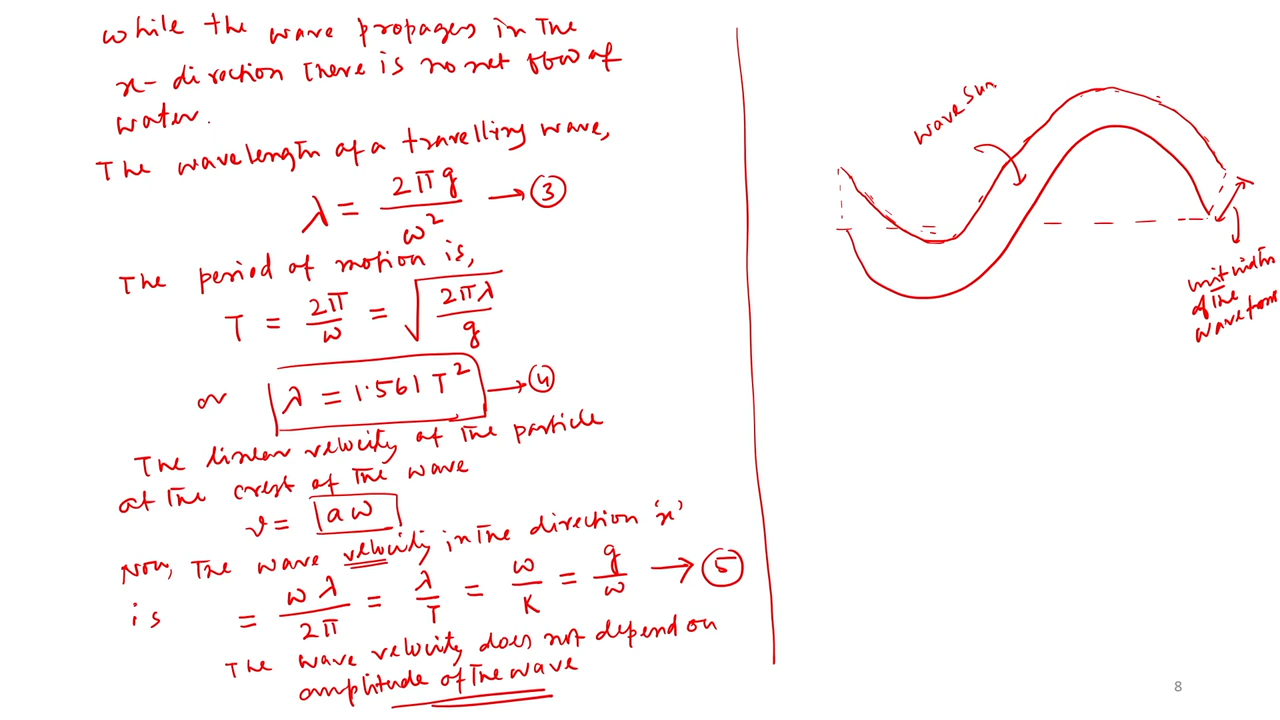 while the wave propages in the
x- direction there is no net flow of
water.
The wavelength of a travelling wave,
λ = 2πg / ω² → ③
The period of motion is,
T = 2π / ω = √(2πλ / g)
or λ = 1.561 T² → ④
The linear velocity of the particle
at the crest of the wave
v = aω
Now, the wave velocity in the direction 'x'
is = ωλ / 2π = λ / T = ω / K = g / ω → ⑤
The wave velocity does not depend on
amplitude of the wave
wave
unit width
of the
wavefront
8